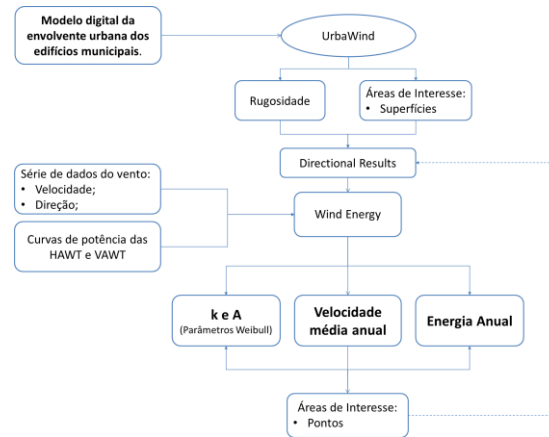 Modelo digital da
envolvente urbana dos
edifícios municipais.
UrbaWind
Rugosidade
Áreas de Interesse:
• Superfícies
Directional Results
Série de dados do vento:
• Velocidade;
• Direção;
Wind Energy
Curvas de potência das
HAWT e VAWT
k e A
(Parâmetros Weibull)
Velocidade
média anual
Energia Anual
Áreas de Interesse:
• Pontos